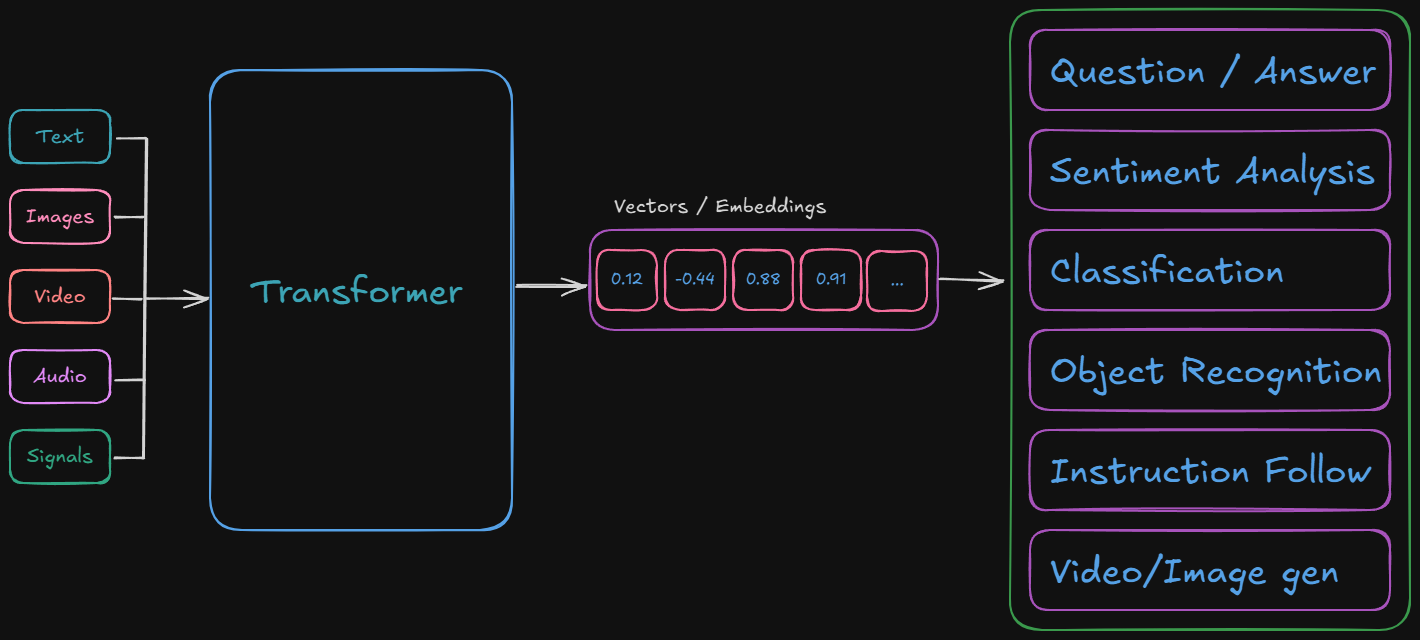 Text
Images
Video
Audio
Signals
Transformer
Vectors / Embeddings
0.12 -0.44 0.88 0.91 ...
Question / Answer
Sentiment Analysis
Classification
Object Recognition
Instruction Follow
Video/Image gen